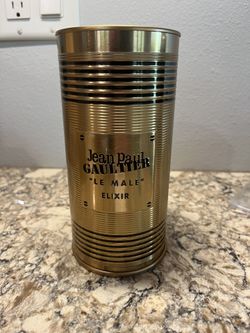 Jean Paul
GAULTIER
"LE MALE"
ELIXIR